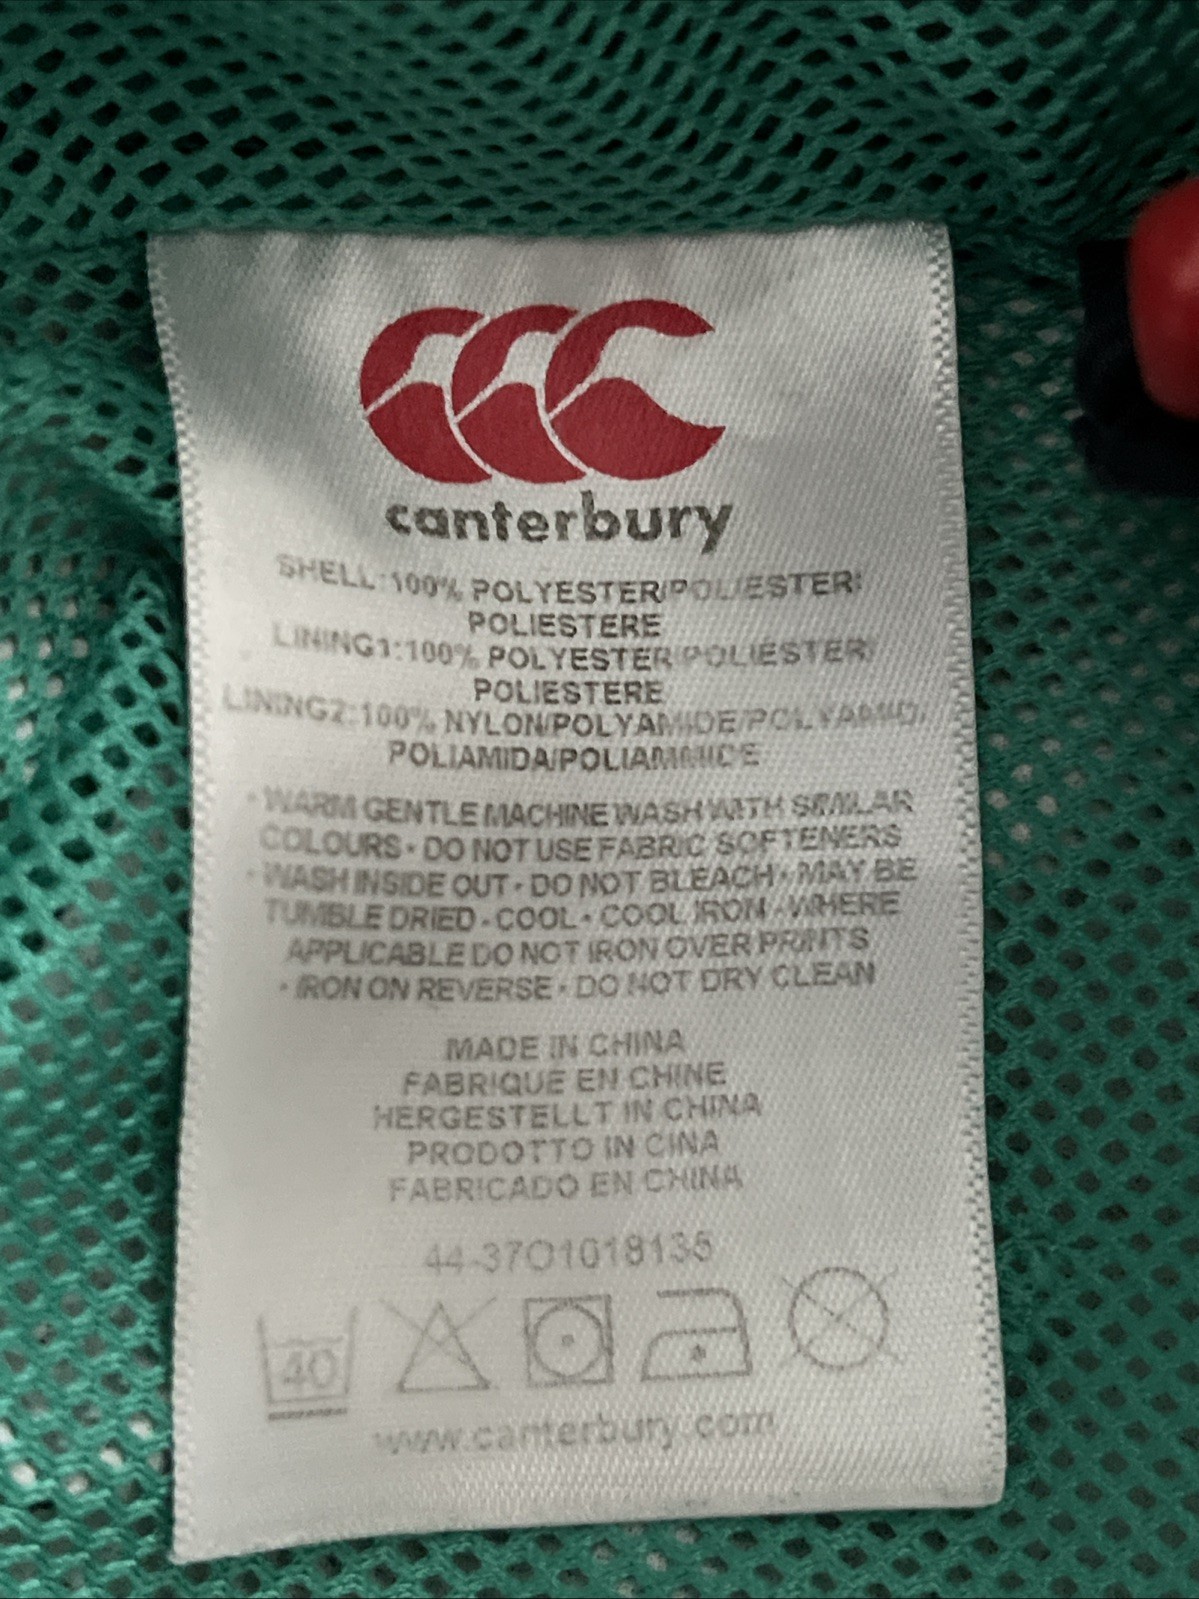 canterbury
SHELL:100% POLYESTER/POLIESTER/
POLIESTERE
LINING1:100% POLYESTER/POLIESTER/
POLIESTERE
LINING2:100% NYLON/POLYAMIDE/POLYAMID/
POLIAMIDA/POLIAMMIDE
• WARM GENTLE MACHINE WASH WITH SIMILAR
COLOURS • DO NOT USE FABRIC SOFTENERS
• WASH INSIDE OUT • DO NOT BLEACH • MAY BE
TUMBLE DRIED - COOL • COOL IRON - WHERE
APPLICABLE DO NOT IRON OVER PRINTS
• IRON ON REVERSE • DO NOT DRY CLEAN
MADE IN CHINA
FABRIQUE EN CHINE
HERGESTELLT IN CHINA
PRODOTTO IN CINA
FABRICADO EN CHINA
44-37O1018135
40
www.canterbury.com